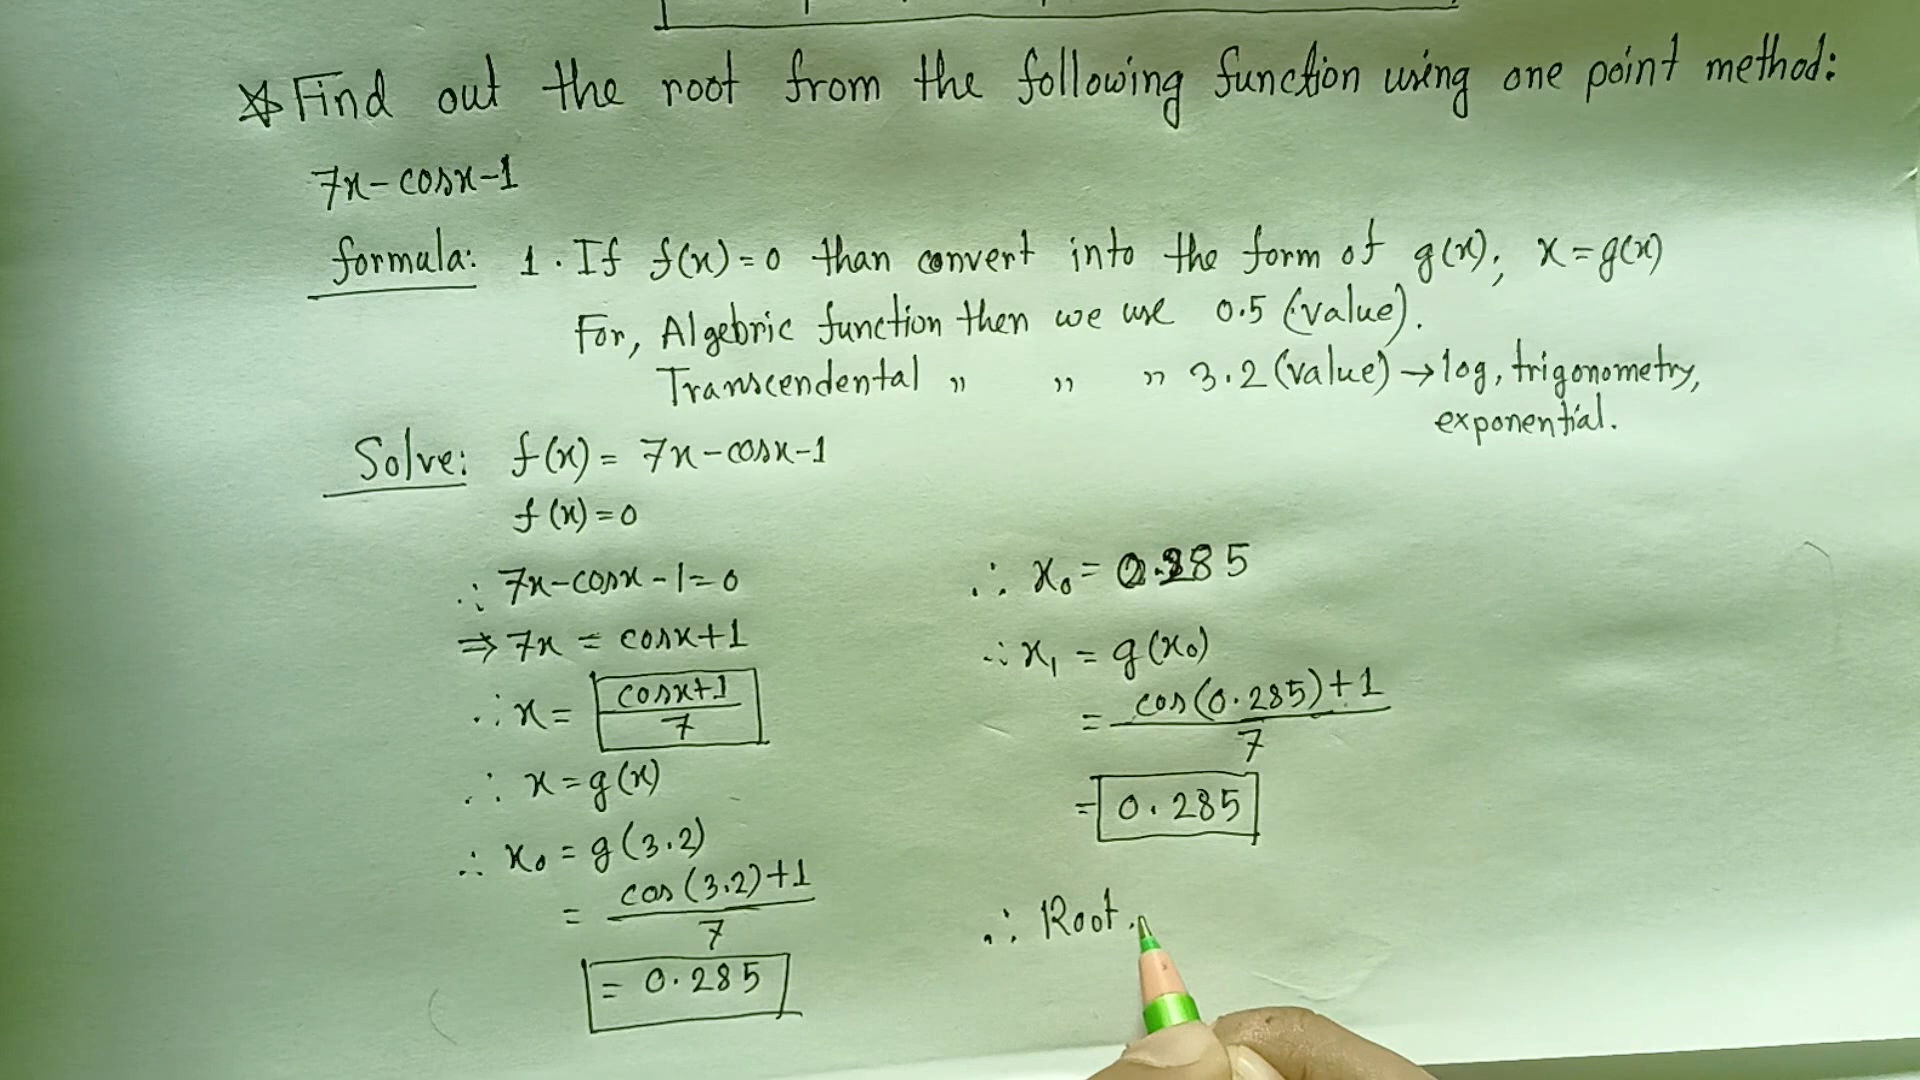 Find out the root from the following function using one point method:
7x-cosx-1
formula: 1. If f(x)=0 than convert into the form of g(x); x=g(x)
For, Algebric function then we use 0.5 (value).
Transcendental " " " 3.2 (value) → log, trigonometry,
exponential.
Solve: f(x) = 7x-cosx-1
f(x)=0
∴ 7x-cosx-1=0
⇒ 7x = cosx+1
∴ x = cosx+1
7
∴ x=g(x)
∴ x₀ = g(3.2)
= cos(3.2)+1
7
= 0.285
∴ x₀ = 0.285
∴ x₁ = g(x₀)
= cos(0.285)+1
7
= 0.285
∴ Root